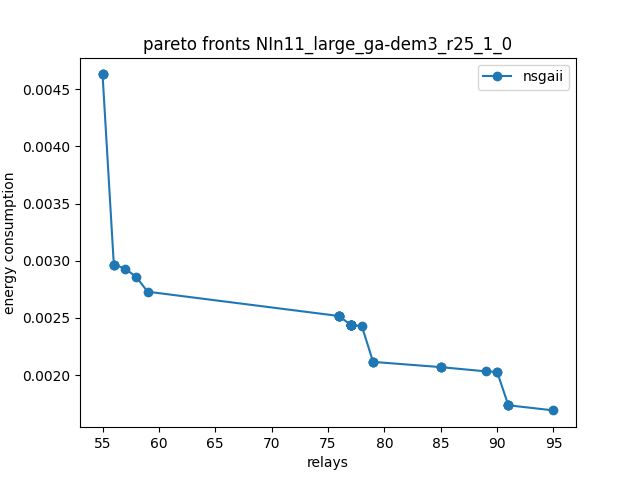 pareto fronts NIn11_large_ga-dem3_r25_1_0
nsgaii
0.0045
0.0040
0.0035
0.0030
0.0025
0.0020
energy consumption
55 60 65 70 75 80 85 90 95
relays